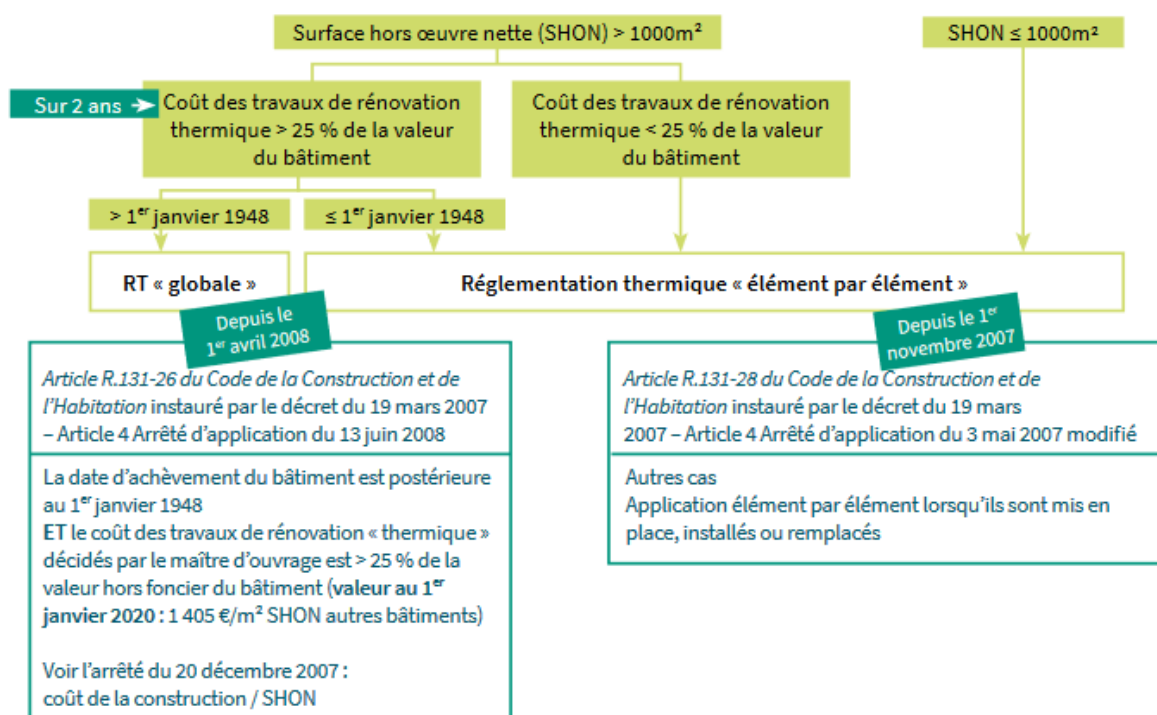 Surface hors œuvre nette (SHON) > 1000m²
SHON ≤ 1000m²
Sur 2 ans
Coût des travaux de rénovation
thermique > 25 % de la valeur
du bâtiment
Coût des travaux de rénovation
thermique < 25 % de la valeur
du bâtiment
> 1er janvier 1948
≤ 1er janvier 1948
RT « globale »
Réglementation thermique « élément par élément »
Depuis le
1er avril 2008
Article R.131-26 du Code de la Construction et de
l’Habitation instauré par le décret du 19 mars 2007
– Article 4 Arrêté d’application du 13 juin 2008
La date d’achèvement du bâtiment est postérieure
au 1er janvier 1948
ET le coût des travaux de rénovation « thermique »
décidés par le maître d’ouvrage est > 25 % de la
valeur hors foncier du bâtiment (valeur au 1er
janvier 2020 : 1 405 €/m² SHON autres bâtiments)
Voir l’arrêté du 20 décembre 2007 :
coût de la construction / SHON
Depuis le 1er
novembre 2007
Article R.131-28 du Code de la Construction et de
l’Habitation instauré par le décret du 19 mars
2007 – Article 4 Arrêté d’application du 3 mai 2007 modifié
Autres cas
Application élément par élément lorsqu’ils sont mis en
place, installés ou remplacés